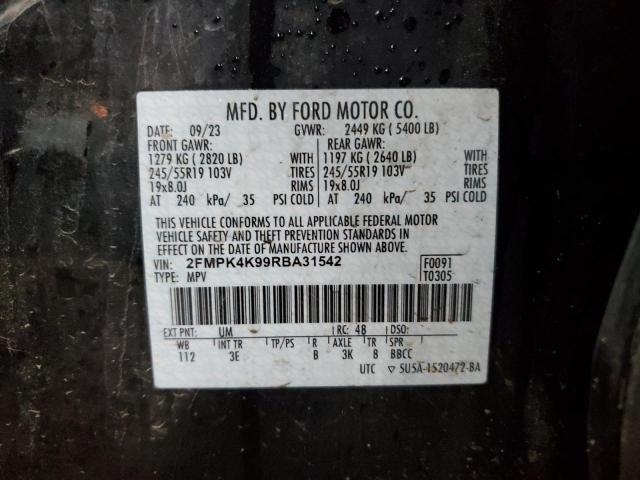 MFD. BY FORD MOTOR CO.
DATE: 09/23 GVWR: 2449 KG (5400 LB)
FRONT GAWR: REAR GAWR:
1279 KG (2820 LB) WITH 1197 KG (2640 LB) WITH
245/55R19 103V TIRES 245/55R19 103V TIRES
19x8.0J RIMS 19x8.0J RIMS
AT 240 kPa/ 35 PSI COLD AT 240 kPa/ 35 PSI COLD
THIS VEHICLE CONFORMS TO ALL APPLICABLE FEDERAL MOTOR
VEHICLE SAFETY AND THEFT PREVENTION STANDARDS IN
EFFECT ON THE DATE OF MANUFACTURE SHOWN ABOVE.
VIN: 2FMPK4K99RBA31542 F0091
TYPE: MPV T0305
EXT PNT: UM RC: 48 DSO:
WB INT TR TP/PS R AXLE TR SPR
112 3E B 3K 8 BBCC
UTC ▽ 5U5A-1520472-BA